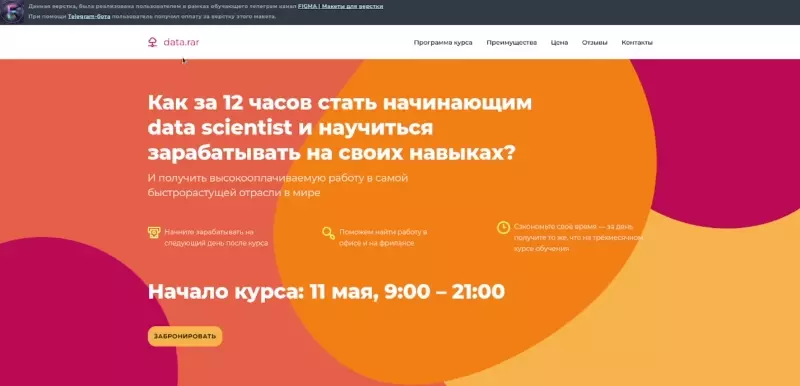 Данная верстка, была реализована пользователем в рамках обучающего телеграм канал FIGMA | Макеты для верстки
При помощи Telegram-бота пользователь получил оплату за верстку этого макета.
data.rar
Программа курса
Преимущества
Цена
Отзывы
Контакты
Как за 12 часов стать начинающим
data scientist и научиться
зарабатывать на своих навыках?
И получить высокооплачиваемую работу в самой
быстрорастущей отрасли в мире
Начните зарабатывать на
следующий день после курса
Поможем найти работу в
офисе и на фрилансе
Сэкономьте своё время — за день
получите то же, что на трёхмесячном
курсе обучения
Начало курса: 11 мая, 9:00 – 21:00
ЗАБРОНИРОВАТЬ